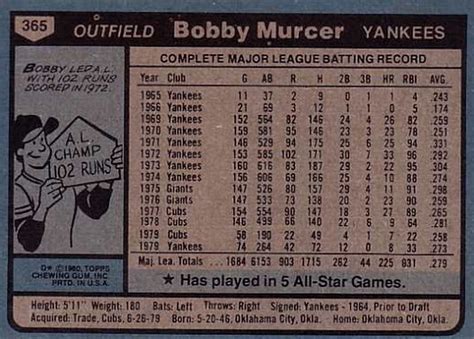 365 OUTFIELD Bobby Murcer YANKEES
BOBBY LED A.L.
WITH 102 RUNS
SCORED IN 1972.
A.L.
CHAMP
102 RUNS
COMPLETE MAJOR LEAGUE BATTING RECORD
Year Club G AB R H 2B 3B HR RBI AVG.
1965 Yankees 11 37 2 9 0 1 1 4 .243
1966 Yankees 21 69 3 12 1 1 0 5 .174
1969 Yankees 152 564 82 146 24 4 26 82 .259
1970 Yankees 159 581 95 146 23 3 23 78 .251
1971 Yankees 146 529 94 175 25 6 25 94 .331
1972 Yankees 153 585 102 171 30 7 33 96 .292
1973 Yankees 160 616 83 187 29 2 22 95 .304
1974 Yankees 156 606 69 166 25 4 10 88 .274
1975 Giants 147 526 80 157 29 4 11 91 .298
1976 Giants 147 533 73 138 20 2 23 90 .259
1977 Cubs 154 554 90 147 18 3 27 89 .265
1978 Cubs 146 499 66 140 22 6 9 64 .281
1979 Cubs 58 190 22 49 4 1 7 22 .258
1979 Yankees 74 264 42 72 12 0 8 33 .273
Maj. Lea. Totals 1684 6153 903 1715 262 44 225 831 .279
★ Has played in 5 All-Star Games.
D* © 1980, TOPPS
CHEWING GUM, INC.
PRTD. IN U.S.A.
Height: 5'11" Weight: 180 Bats: Left Throws: Right Signed: Yankees - 1964, Prior to Draft
Acquired: Trade, Cubs, 6-26-79 Born: 5-20-46, Oklahoma City, Okla. Home: Oklahoma City, Okla.